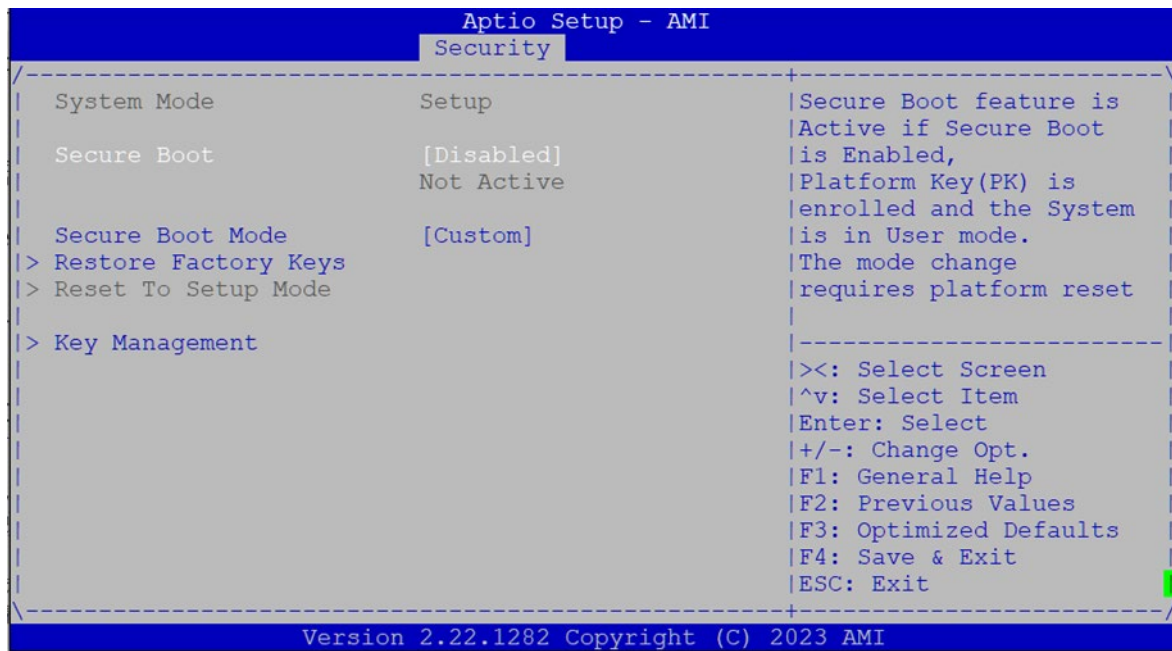 Aptio Setup - AMI
Security
/----------------------------------------------------+-------------------------\
| System Mode Setup |Secure Boot feature is |
| |Active if Secure Boot |
| Secure Boot [Disabled] |is Enabled, |
| Not Active |Platform Key(PK) is |
| |enrolled and the System |
| Secure Boot Mode [Custom] |is in User mode. |
|> Restore Factory Keys |The mode change |
|> Reset To Setup Mode |requires platform reset |
| | |
|> Key Management |-------------------------|
| |><: Select Screen |
| |^v: Select Item |
| |Enter: Select |
| |+/-: Change Opt. |
| |F1: General Help |
| |F2: Previous Values |
| |F3: Optimized Defaults |
| |F4: Save & Exit |
| |ESC: Exit |
\----------------------------------------------------+-------------------------/
Version 2.22.1282 Copyright (C) 2023 AMI